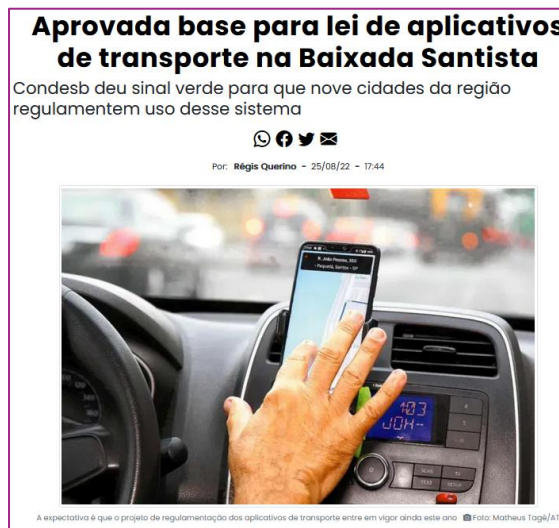 Aprovada base para lei de aplicativos
de transporte na Baixada Santista
Condesb deu sinal verde para que nove cidades da região
regulamentem uso desse sistema
Por: Régis Querino - 25/08/22 - 17:44
R. João Pessoa, 350
- Paquetá, Santos - SP
103
JOH--
A expectativa é que o projeto de regulamentação dos aplicativos de transporte entre em vigor ainda este ano Foto: Matheus Tagé/AT